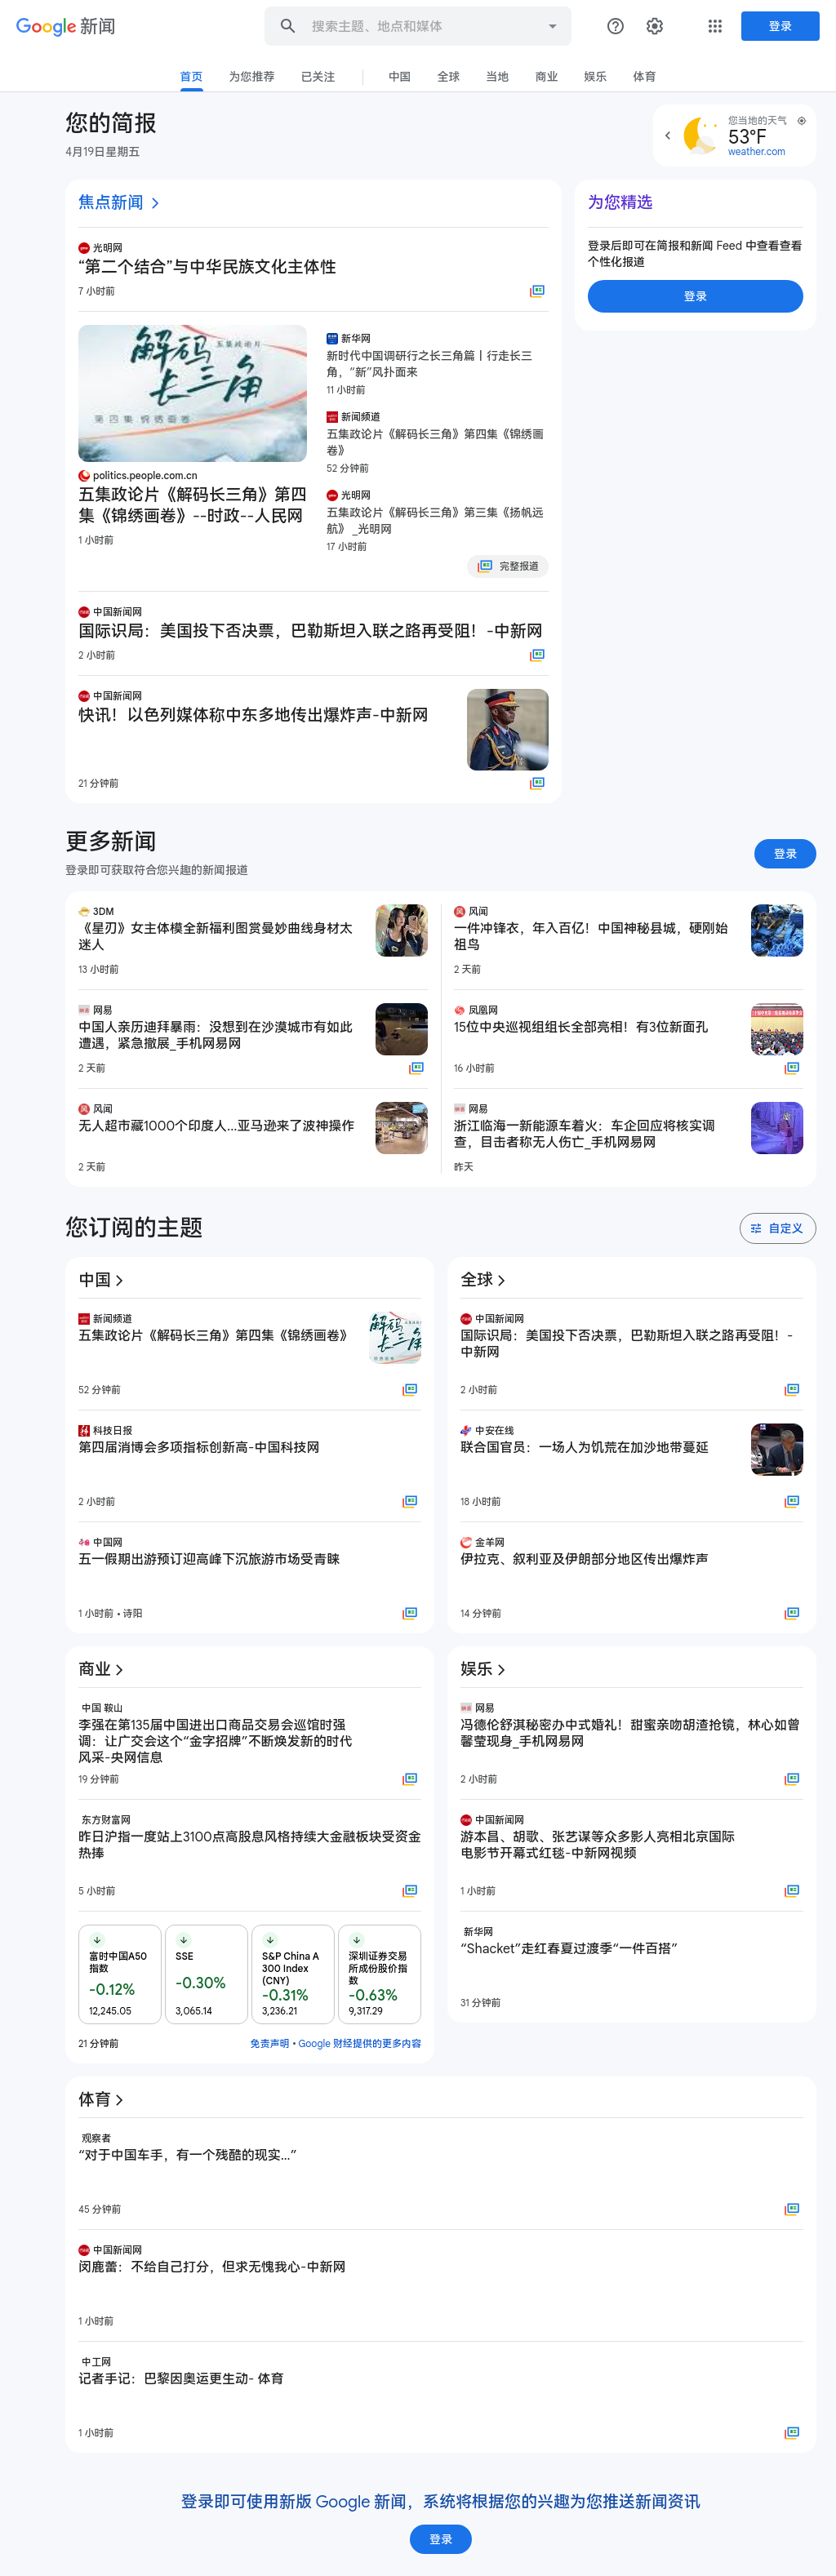 Google 新闻
搜索主题、地点和媒体
登录
首页 为您推荐 已关注 中国 全球 当地 商业 娱乐 体育
您的简报
4月19日星期五
您当地的天气
53°F
weather.com
焦点新闻
光明网
“第二个结合”与中华民族文化主体性
7 小时前
解码
长三角
五集政论片
第四集 锦绣画卷
politics.people.com.cn
五集政论片《解码长三角》第四
集《锦绣画卷》--时政--人民网
1 小时前
新华网
新时代中国调研行之长三角篇丨行走长三
角，“新”风扑面来
11 小时前
新闻频道
五集政论片《解码长三角》第四集《锦绣画
卷》
52 分钟前
光明网
五集政论片《解码长三角》第三集《扬帆远
航》 _光明网
17 小时前
完整报道
中国新闻网
国际识局：美国投下否决票，巴勒斯坦入联之路再受阻！-中新网
2 小时前
中国新闻网
快讯！以色列媒体称中东多地传出爆炸声-中新网
21 分钟前
为您精选
登录后即可在简报和新闻 Feed 中查看查看
个性化报道
登录
更多新闻
登录即可获取符合您兴趣的新闻报道
登录
3DM
《星刃》女主体模全新福利图赏曼妙曲线身材太
迷人
13 小时前
网易
中国人亲历迪拜暴雨：没想到在沙漠城市有如此
遭遇，紧急撤展_手机网易网
2 天前
风闻
无人超市藏1000个印度人...亚马逊来了波神操作
2 天前
风闻
一件冲锋衣，年入百亿！中国神秘县城，硬刚始
祖鸟
2 天前
凤凰网
15位中央巡视组组长全部亮相！有3位新面孔
16 小时前
网易
浙江临海一新能源车着火：车企回应将核实调
查，目击者称无人伤亡_手机网易网
昨天
您订阅的主题
自定义
中国
新闻频道
五集政论片《解码长三角》第四集《锦绣画卷》
52 分钟前
科技日报
第四届消博会多项指标创新高-中国科技网
2 小时前
中国网
五一假期出游预订迎高峰下沉旅游市场受青睐
1 小时前 • 诗阳
全球
中国新闻网
国际识局：美国投下否决票，巴勒斯坦入联之路再受阻！-
中新网
2 小时前
中安在线
联合国官员：一场人为饥荒在加沙地带蔓延
18 小时前
金羊网
伊拉克、叙利亚及伊朗部分地区传出爆炸声
14 分钟前
商业
中国 鞍山
李强在第135届中国进出口商品交易会巡馆时强
调：让广交会这个“金字招牌”不断焕发新的时代
风采-央网信息
19 分钟前
东方财富网
昨日沪指一度站上3100点高股息风格持续大金融板块受资金
热捧
5 小时前
富时中国A50
指数
-0.12%
12,245.05
SSE
-0.30%
3,065.14
S&P China A
300 Index
(CNY)
-0.31%
3,236.21
深圳证券交易
所成份股价指
数
-0.63%
9,317.29
21 分钟前
免责声明 • Google 财经提供的更多内容
娱乐
网易
冯德伦舒淇秘密办中式婚礼！甜蜜亲吻胡渣抢镜，林心如曾
馨莹现身_手机网易网
2 小时前
中国新闻网
游本昌、胡歌、张艺谋等众多影人亮相北京国际
电影节开幕式红毯-中新网视频
1 小时前
新华网
“Shacket”走红春夏过渡季“一件百搭”
31 分钟前
体育
观察者
“对于中国车手，有一个残酷的现实…”
45 分钟前
中国新闻网
闵鹿蕾：不给自己打分，但求无愧我心-中新网
1 小时前
中工网
记者手记：巴黎因奥运更生动- 体育
1 小时前
登录即可使用新版 Google 新闻，系统将根据您的兴趣为您推送新闻资讯
登录